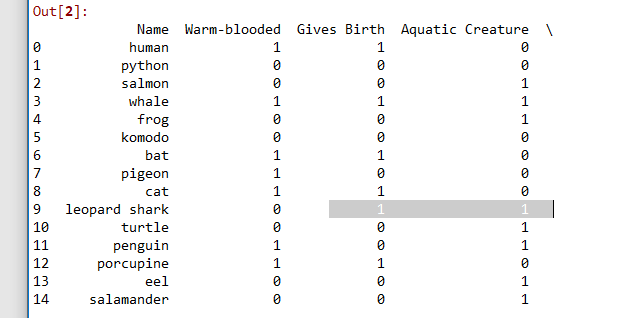 Out[2]:
Name Warm-blooded Gives Birth Aquatic Creature \
0 human 1 1 0
1 python 0 0 0
2 salmon 0 0 1
3 whale 1 1 1
4 frog 0 0 1
5 komodo 0 0 0
6 bat 1 1 0
7 pigeon 1 0 0
8 cat 1 1 0
9 leopard shark 0 1 1
10 turtle 0 0 1
11 penguin 1 0 1
12 porcupine 1 1 0
13 eel 0 0 1
14 salamander 0 0 1